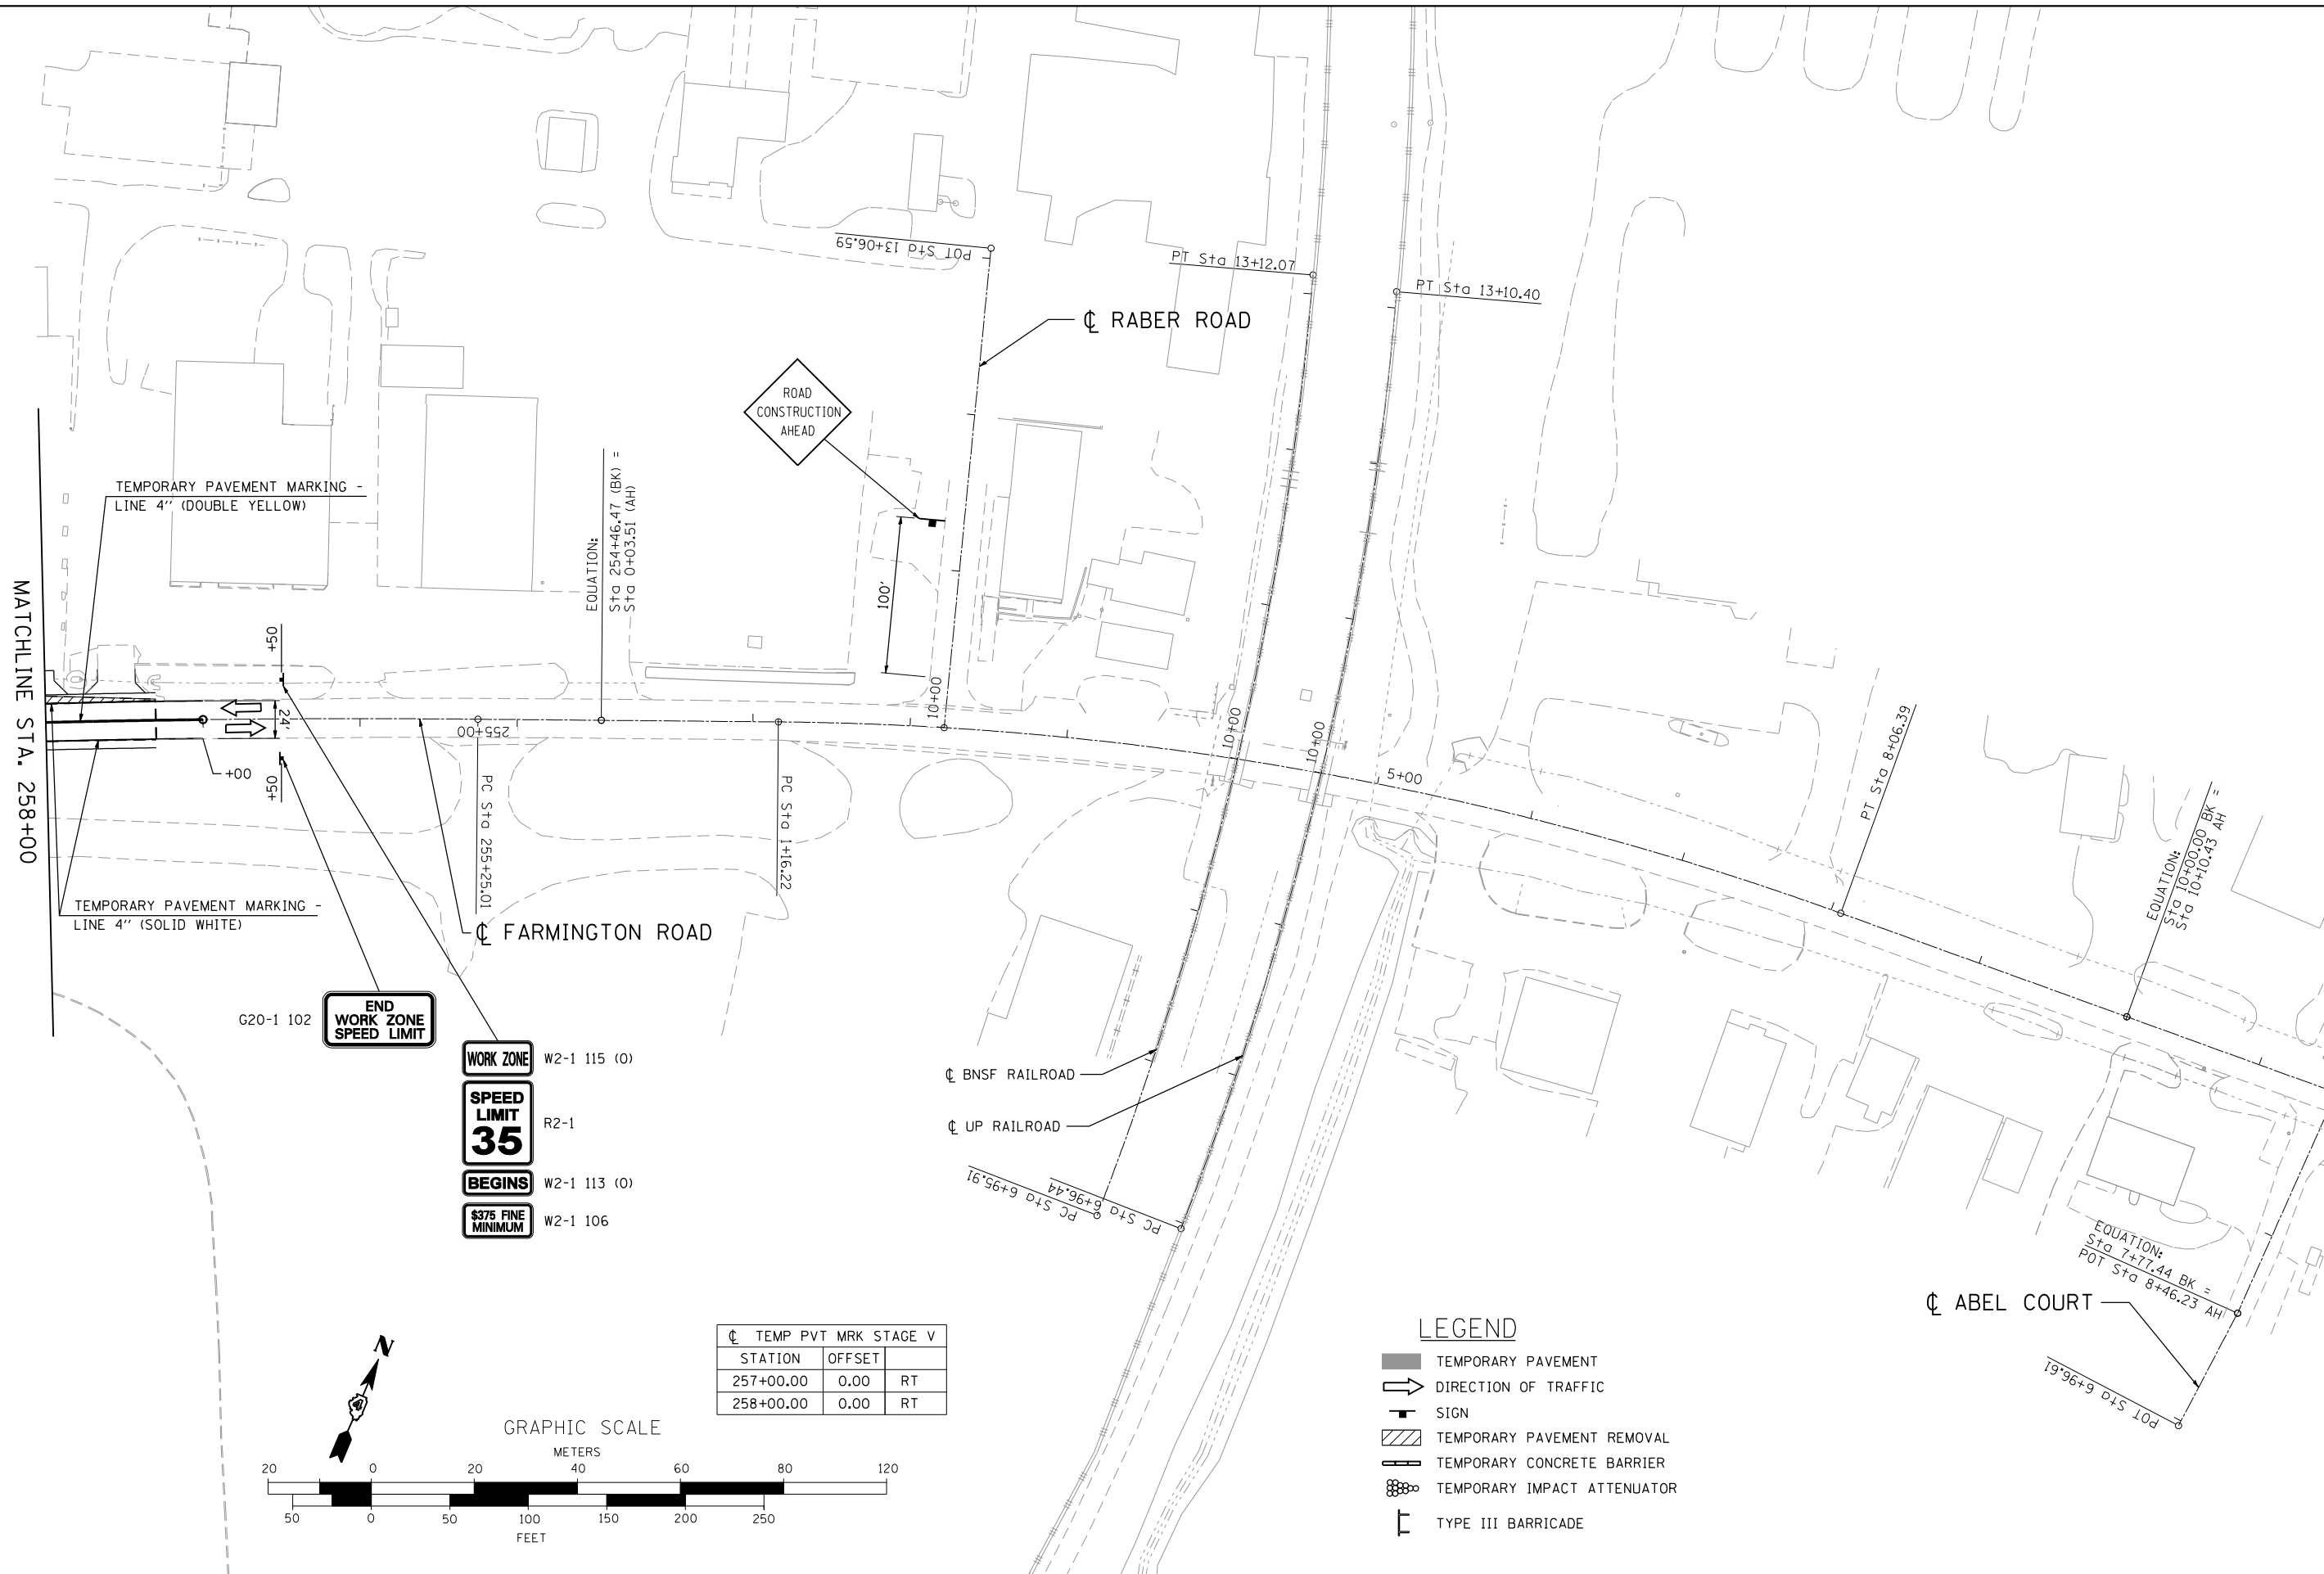 POT Sta 13+06.59
PT Sta 13+12.07
PT Sta 13+10.40
℄ RABER ROAD
ROAD
CONSTRUCTION
AHEAD
TEMPORARY PAVEMENT MARKING -
LINE 4'' (DOUBLE YELLOW)
EQUATION:
Sta 254+46.47 (BK) =
Sta 0+03.51 (AH)
100'
MATCHLINE STA. 258+00
+50
24'
+00
+50
255+00
10+00
10+00
10+00
5+00
PC Sta 255+25.01
PC Sta 1+16.22
PT Sta 8+06.39
EQUATION:
Sta 10+00.00 BK =
Sta 10+10.43 AH
TEMPORARY PAVEMENT MARKING -
LINE 4'' (SOLID WHITE)
℄ FARMINGTON ROAD
G20-1 102
END
WORK ZONE
SPEED LIMIT
WORK ZONE
W2-1 115 (O)
SPEED
LIMIT
35
R2-1
BEGINS
W2-1 113 (O)
$375 FINE
MINIMUM
W2-1 106
℄ BNSF RAILROAD
℄ UP RAILROAD
PC Sta 6+95.91
PC Sta 6+96.44
EQUATION:
Sta 7+77.44 BK =
POT Sta 8+46.23 AH
℄ ABEL COURT
POT Sta 6+96.61
N
4
℄ TEMP PVT MRK STAGE V
STATION OFFSET
257+00.00 0.00 RT
258+00.00 0.00 RT
GRAPHIC SCALE
METERS
20 0 20 40 60 80 120
50 0 50 100 150 200 250
FEET
LEGEND
TEMPORARY PAVEMENT
DIRECTION OF TRAFFIC
SIGN
TEMPORARY PAVEMENT REMOVAL
TEMPORARY CONCRETE BARRIER
TEMPORARY IMPACT ATTENUATOR
TYPE III BARRICADE